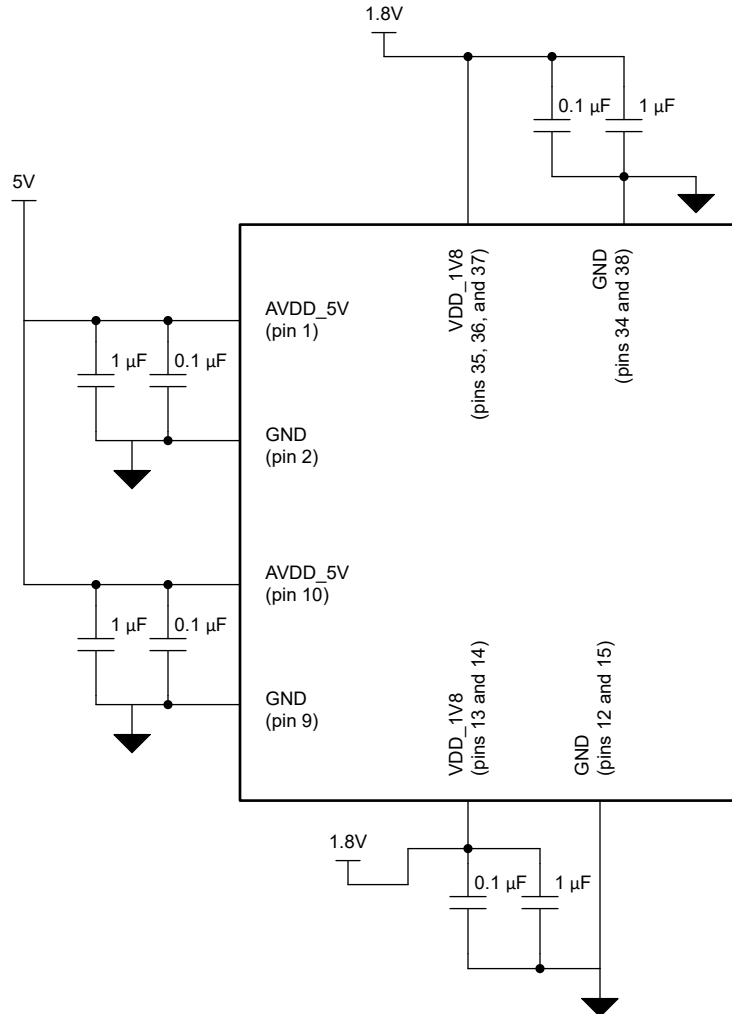 1.8V
0.1 µF
1 µF
5V
VDD_1V8
(pins 35, 36, and 37)
GND
(pins 34 and 38)
AVDD_5V
(pin 1)
1 µF
0.1 µF
GND
(pin 2)
AVDD_5V
(pin 10)
1 µF
0.1 µF
GND
(pin 9)
VDD_1V8
(pins 13 and 14)
GND
(pins 12 and 15)
1.8V
0.1 µF
1 µF